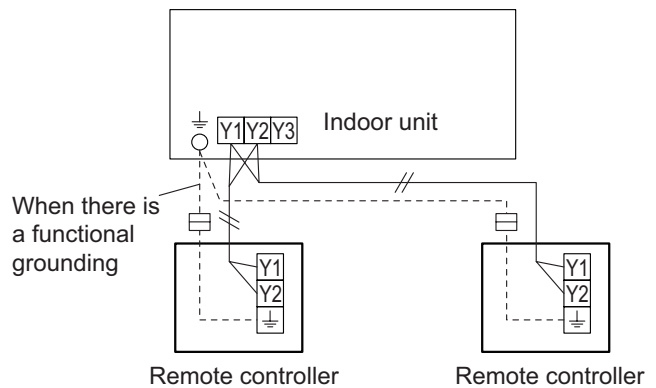 Y1 Y2 Y3
Indoor unit
When there is
a functional
grounding
Y1
Y2
Y1
Y2
Remote controller
Remote controller